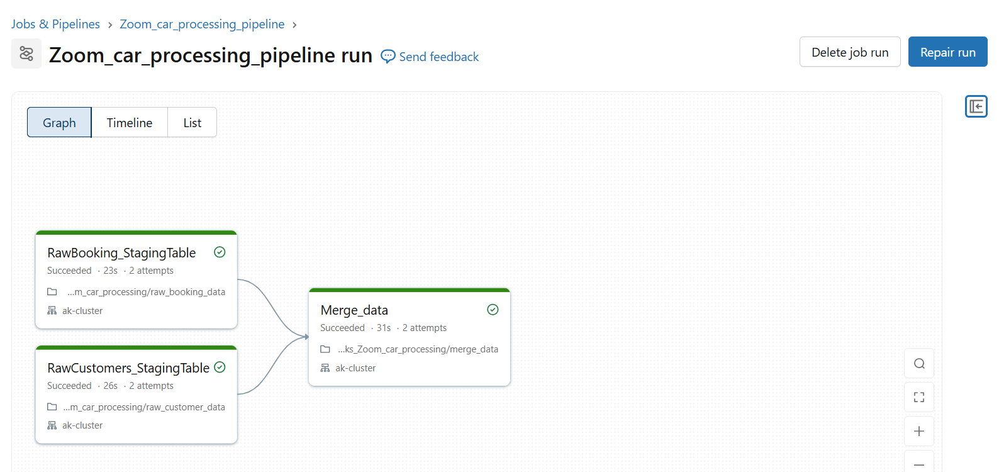 Jobs & Pipelines › Zoom_car_processing_pipeline ›
Zoom_car_processing_pipeline run Send feedback
Delete job run Repair run
Graph Timeline List
RawBooking_StagingTable
Succeeded · 23s · 2 attempts
...m_car_processing/raw_booking_data
ak-cluster
RawCustomers_StagingTable
Succeeded · 26s · 2 attempts
...m_car_processing/raw_customer_data
ak-cluster
Merge_data
Succeeded · 31s · 2 attempts
...ks_Zoom_car_processing/merge_data
ak-cluster